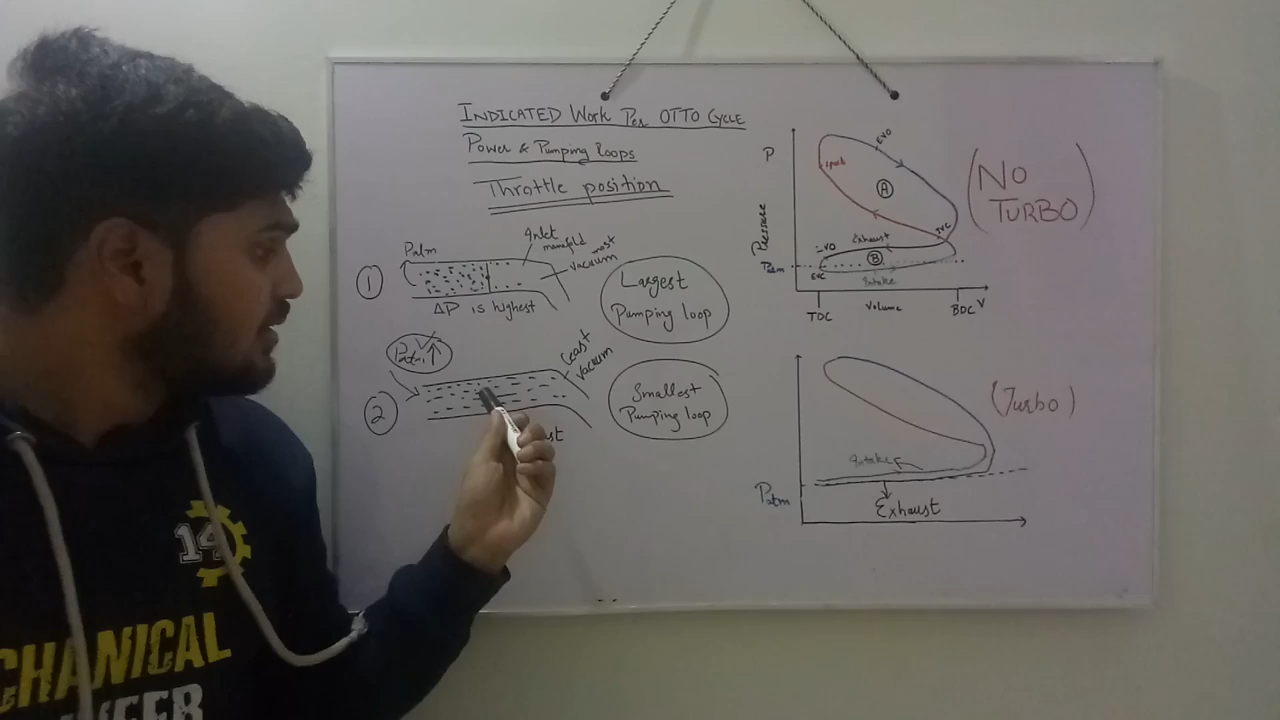 INDICATED Work Per OTTO Cycle
Power & Pumping loops
Throttle position
Patm
Inlet
manifold
most
vacuum
1
ΔP is highest
Largest
Pumping loop
Patm, ↑
least
vacuum
2
Smallest
Pumping loop
P
Pressure
Patm
EVO
Spark
A
IVC
IVO
Exhaust
B
EVC
Intake
TDC
Volume
BDC
V
(NO
TURBO)
(Turbo)
Intake
Patm
Exhaust
14
MECHANICAL